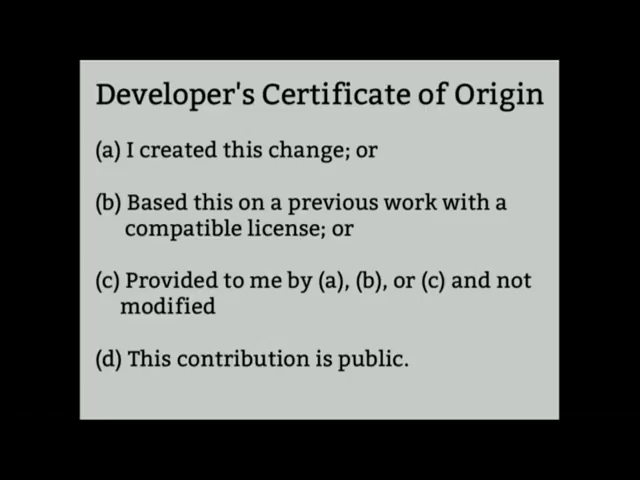 Developer's Certificate of Origin
(a) I created this change; or
(b) Based this on a previous work with a
compatible license; or
(c) Provided to me by (a), (b), or (c) and not
modified
(d) This contribution is public.